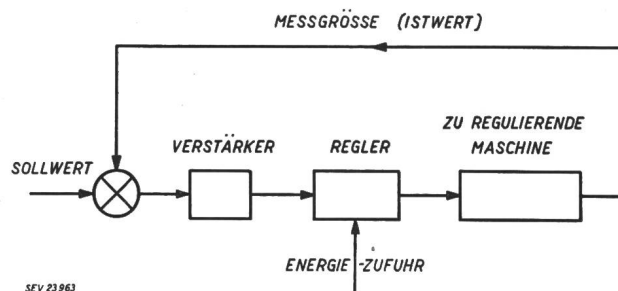 MESSGRÖSSE (ISTWERT)
ZU REGULIERENDE
MASCHINE
VERSTÄRKER
REGLER
SOLLWERT
ENERGIE-ZUFUHR
SEV 23963